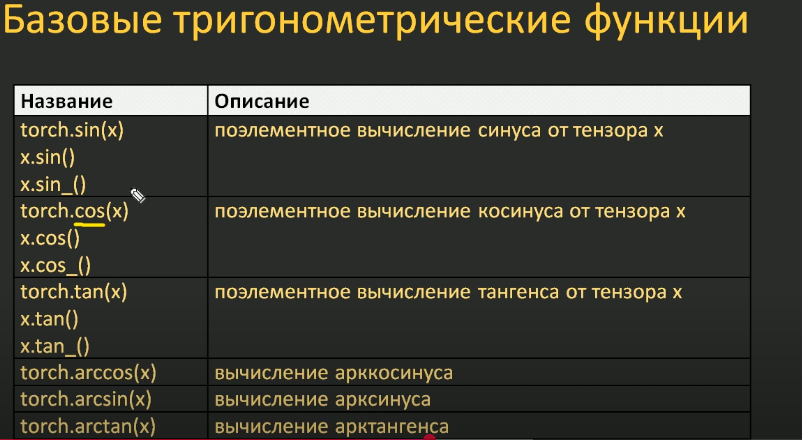 Базовые тригонометрические функции
Название Описание
torch.sin(x) поэлементное вычисление синуса от тензора x
x.sin()
x.sin_()
torch.cos(x) поэлементное вычисление косинуса от тензора x
x.cos()
x.cos_()
torch.tan(x) поэлементное вычисление тангенса от тензора x
x.tan()
x.tan_()
torch.arccos(x) вычисление арккосинуса
torch.arcsin(x) вычисление арксинуса
torch.arctan(x) вычисление арктангенса